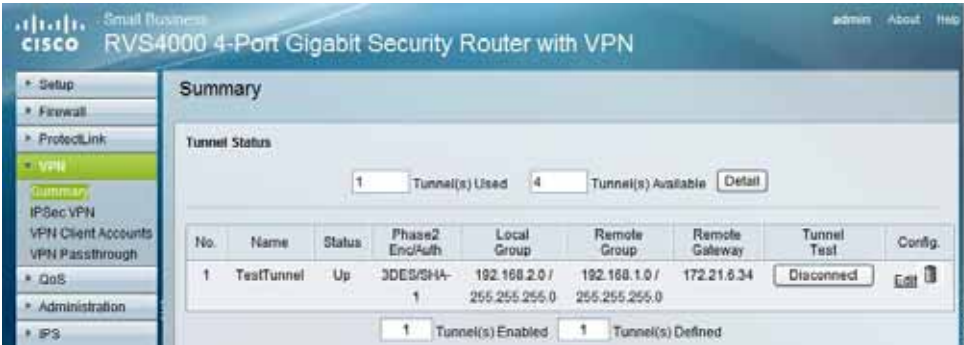 Small Business
admin About Help
CISCO RVS4000 4-Port Gigabit Security Router with VPN
Setup
Firewall
ProtectLink
VPN
Summary
IPSec VPN
VPN Client Accounts
VPN Passthrough
QoS
Administration
IPS
Summary
Tunnel Status
1 Tunnel(s) Used 4 Tunnel(s) Available Detail
No. Name Status Phase2 Enc/Auth Local Group Remote Group Remote Gateway Tunnel Test Config.
1 TestTunnel Up 3DES/SHA-1 192.168.2.0 / 255.255.255.0 192.168.1.0 / 255.255.255.0 172.21.6.34 Disconnect Edit
1 Tunnel(s) Enabled 1 Tunnel(s) Defined